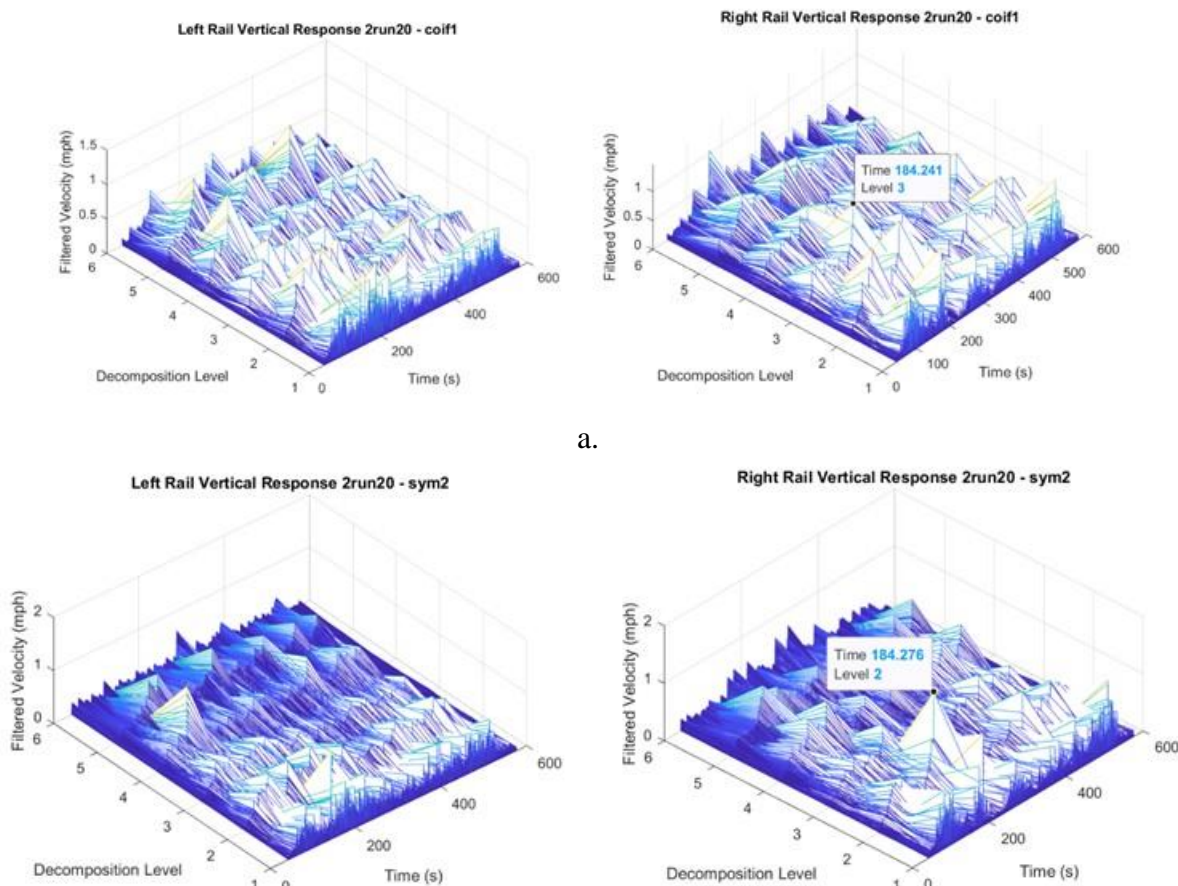 Left Rail Vertical Response 2run20 - coif1
Filtered Velocity (mph)
1.5
1
0.5
0
6
5
4
3
2
1
Decomposition Level
0
200
400
600
Time (s)
Right Rail Vertical Response 2run20 - coif1
Filtered Velocity (mph)
1
0.5
0
6
5
4
3
2
1
Decomposition Level
0
100
200
300
400
500
600
Time (s)
Time 184.241
Level 3
a.
Left Rail Vertical Response 2run20 - sym2
Filtered Velocity (mph)
2
1
0
6
5
4
3
2
1
Decomposition Level
0
200
400
600
Time (s)
Right Rail Vertical Response 2run20 - sym2
Filtered Velocity (mph)
2
1
0
6
5
4
3
2
1
Decomposition Level
0
200
400
600
Time (s)
Time 184.276
Level 2